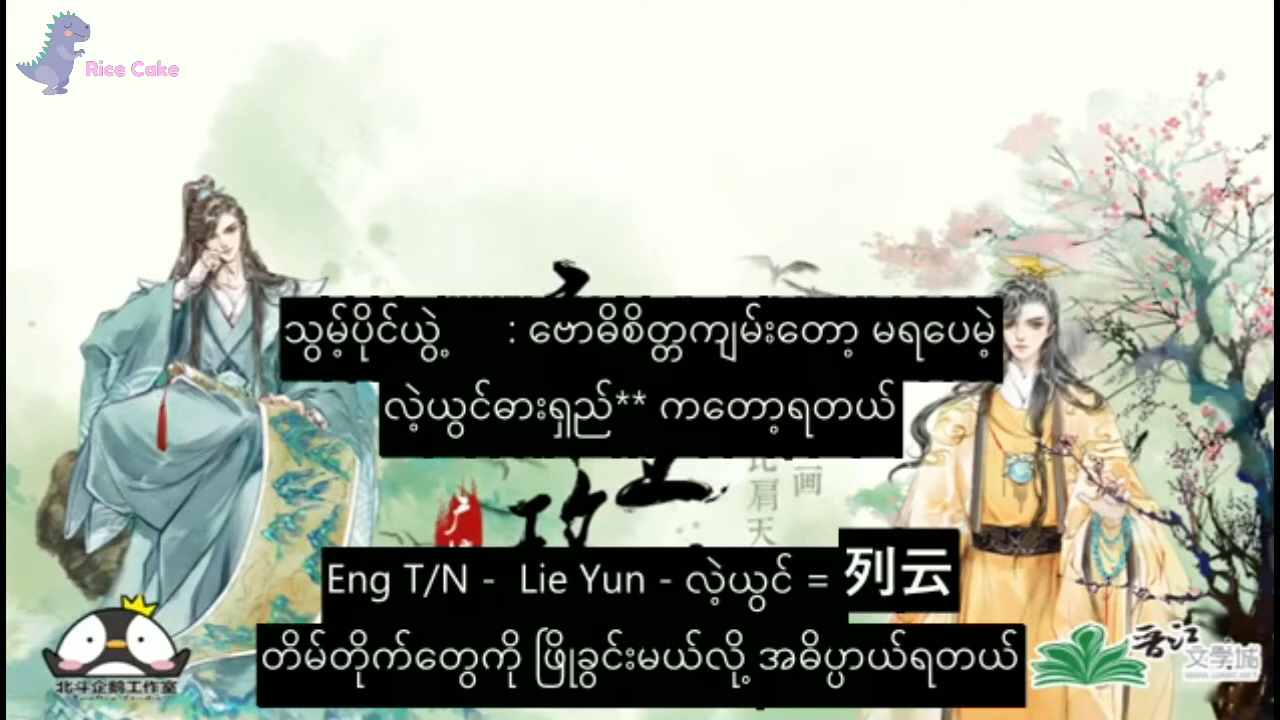 Rice Cake
သွမ့်ပိုင်ယွဲ့ : ဗောဓိစိတ္တကျမ်းတော့ မရပေမဲ့
လဲ့ယွင်ဓားရှည်** ကတော့ရတယ်
画
肩
天
Eng T/N - Lie Yun - လဲ့ယွင် = 列云
တိမ်တိုက်တွေကို ဖြိုခွင်းမယ်လို့ အဓိပ္ပာယ်ရတယ်
北斗企鹅工作室
晋江
文学城